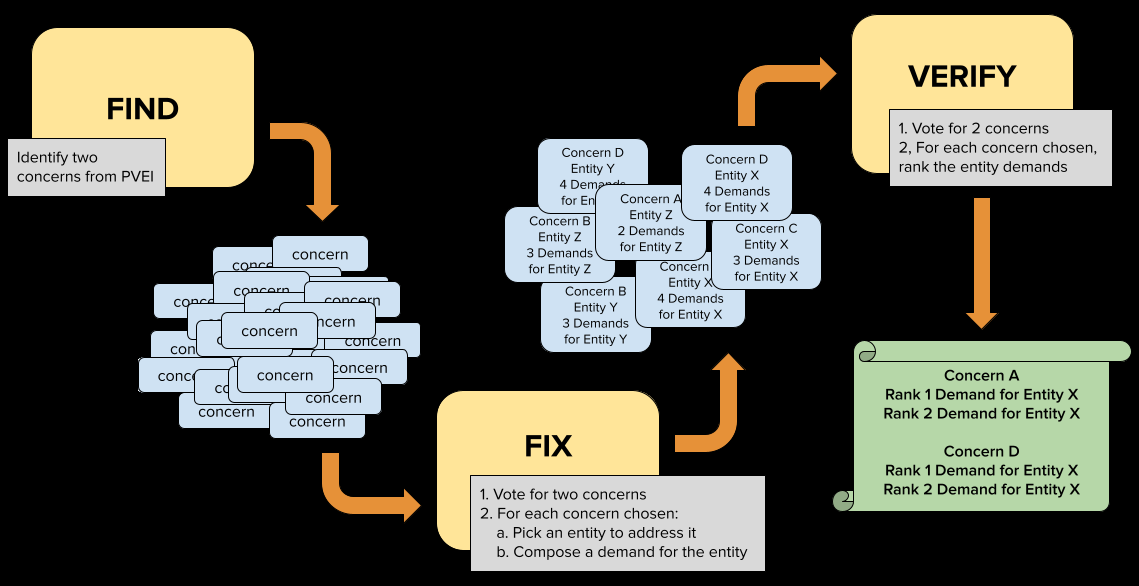 FIND
Identify two
concerns from PVEI
concern
conce
concern
concern
conce
concern
concern
concern
con
concern
conce
concern
concern
concern
concern
concern
FIX
1. Vote for two concerns
2. For each concern chosen:
a. Pick an entity to address it
b. Compose a demand for the entity
Concern D
Entity Y
4 Demands
for En
Concern A
Entity Z
2 Demands
for Entity Z
Concern D
Entity X
4 Demands
for Entity X
Concern B
Entity Z
3 Demands
for Entity Z
Concern C
Entity X
3 Demands
for Entity X
Concern
Entity X
4 Demands
for Entity X
Concern B
Entity Y
3 Demands
for Entity Y
VERIFY
1. Vote for 2 concerns
2, For each concern chosen,
rank the entity demands
Concern A
Rank 1 Demand for Entity X
Rank 2 Demand for Entity X
Concern D
Rank 1 Demand for Entity X
Rank 2 Demand for Entity X